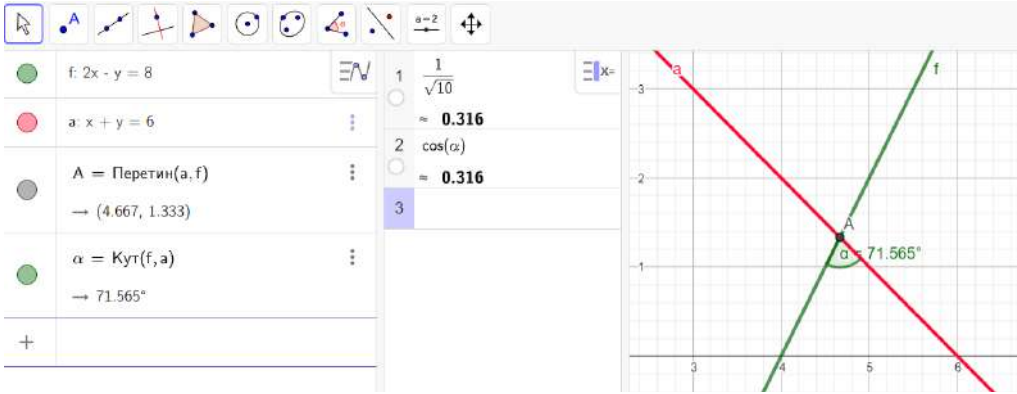 A
α
a=2
f: 2x - y = 8
a: x + y = 6
A = Перетин(a, f)
→ (4.667, 1.333)
α = Кут(f, a)
→ 71.565°
+
1
1
√10
≈ 0.316
2
cos(α)
≈ 0.316
3
x=
a
f
3
2
A
α = 71.565°
1
3
4
5
6